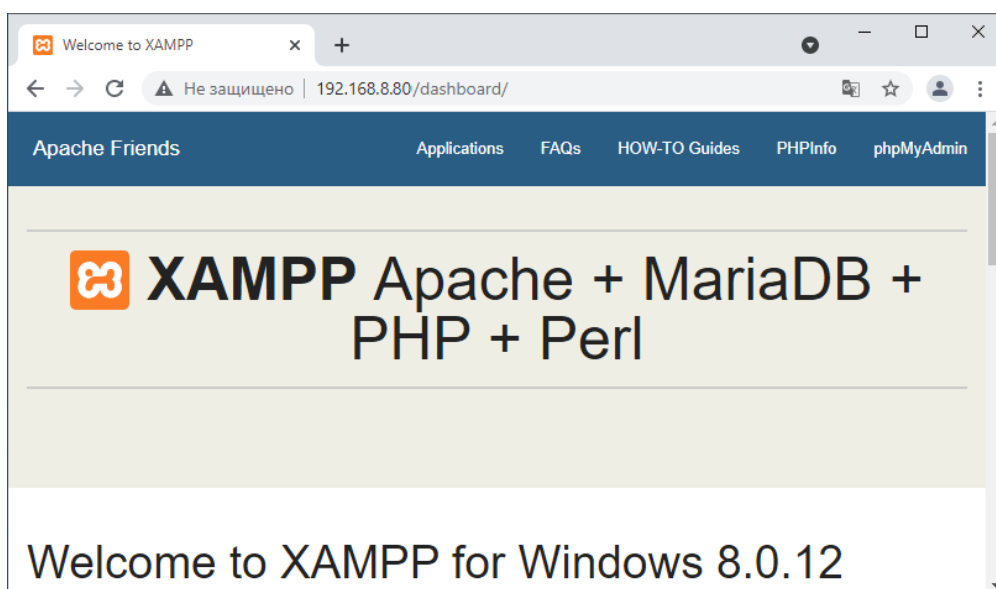 Welcome to XAMPP
Не защищено | 192.168.8.80/dashboard/
Apache Friends Applications FAQs HOW-TO Guides PHPInfo phpMyAdmin
XAMPP Apache + MariaDB +
PHP + Perl
Welcome to XAMPP for Windows 8.0.12